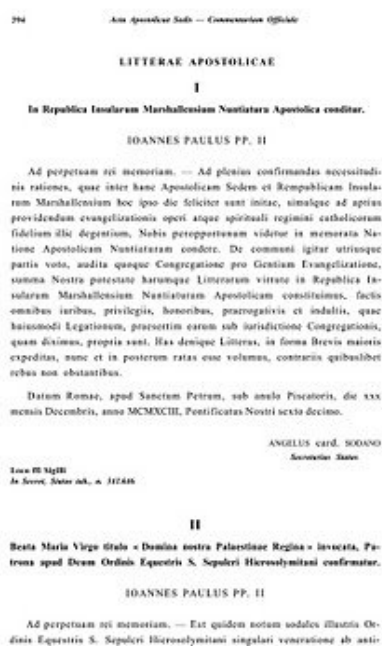 394
Acta Apostolicae Sedis — Commentarium Officiale
LITTERAE APOSTOLICAE
I
In Republica Insularum Marshallensium Nuntiatura Apostolica conditur.
IOANNES PAULUS PP. II
Ad perpetuam rei memoriam. — Ad plenius confirmandas necessitudi-
nis rationes, quae inter hanc Apostolicam Sedem et Rempublicam Insula-
rum Marshallensium hoc ipso die feliciter sunt initae, simulque ad aptius
providendum evangelizationis operi atque spirituali regimini catholicorum
fidelium illic degentium, Nobis peropportunum videtur in memorata Na-
tione Apostolicam Nuntiaturam condere. De communi igitur utriusque
partis voto, audita quoque Congregatione pro Gentium Evangelizatione,
summa Nostra potestate harumque Litterarum virtute in Republica In-
sularum Marshallensium Nuntiaturam Apostolicam constituimus, factis
omnibus iuribus, privilegiis, honoribus, praerogativis et indultis, quae
huiusmodi Legationum, praesertim earum sub iurisdictione Congregationis,
quam diximus, propria sunt. Has denique Litteras, in forma Brevis maioris
expeditas, nunc et in posterum ratas esse volumus, contrariis quibuslibet
rebus non obstantibus.
Datum Romae, apud Sanctum Petrum, sub anulo Piscatoris, die xxx
mensis Decembris, anno MCMXCIII, Pontificatus Nostri sexto decimo.
ANGELUS card. SODANO
Secretarius Status
Loco Sigilli
In Secret. Status tab., n.
II
Beata Maria Virgo titulo « Domina nostra Palaestinae Regina » invocata, Pa-
trona apud Deum Ordinis Equestris S. Sepulcri Hierosolymitani confirmatur.
IOANNES PAULUS PP. II
Ad perpetuam rei memoriam. — Est quidem notum sodales illustris Or-
dinis Equestris S. Sepulcri Hierosolymitani singulari veneratione ab anti-